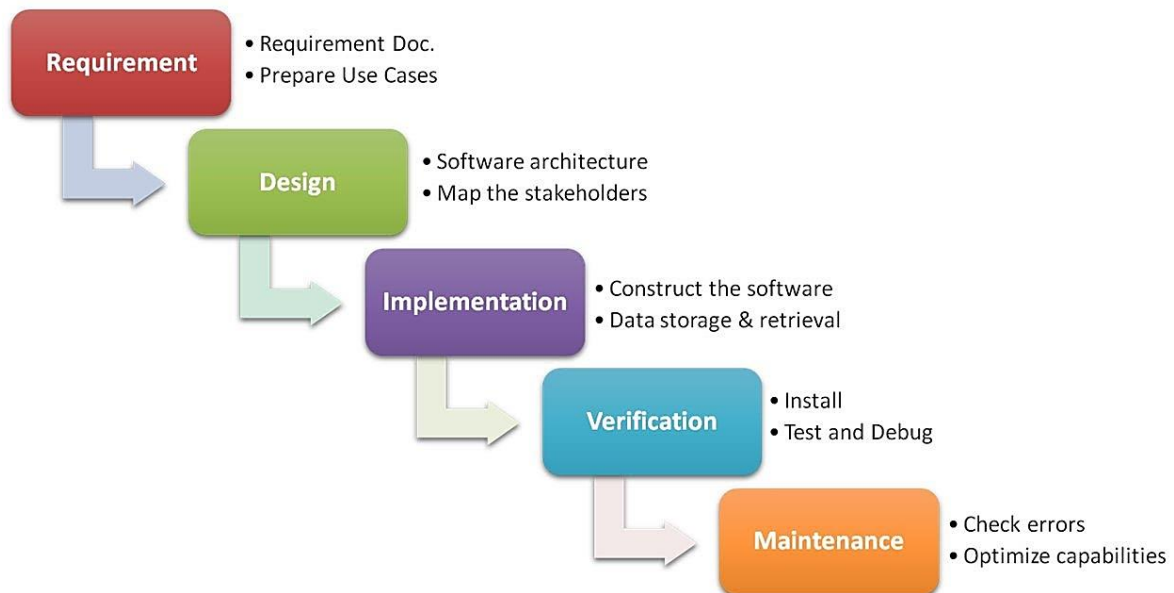 Requirement
• Requirement Doc.
• Prepare Use Cases
Design
• Software architecture
• Map the stakeholders
Implementation
• Construct the software
• Data storage & retrieval
Verification
• Install
• Test and Debug
Maintenance
• Check errors
• Optimize capabilities